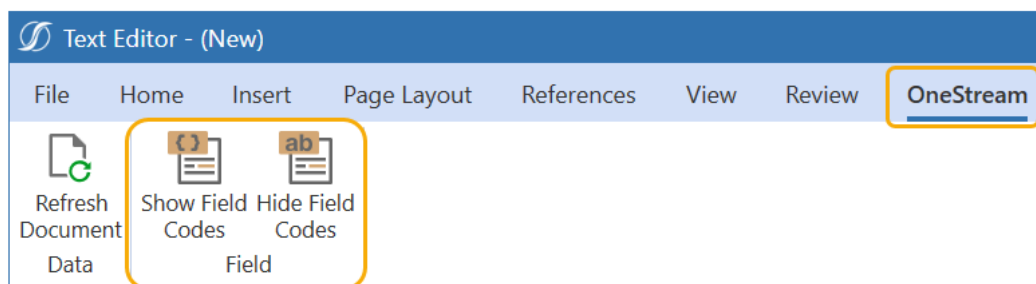 Text Editor - (New)
File Home Insert Page Layout References View Review OneStream
{} ab
Refresh Show Field Hide Field
Document Codes Codes
Data Field